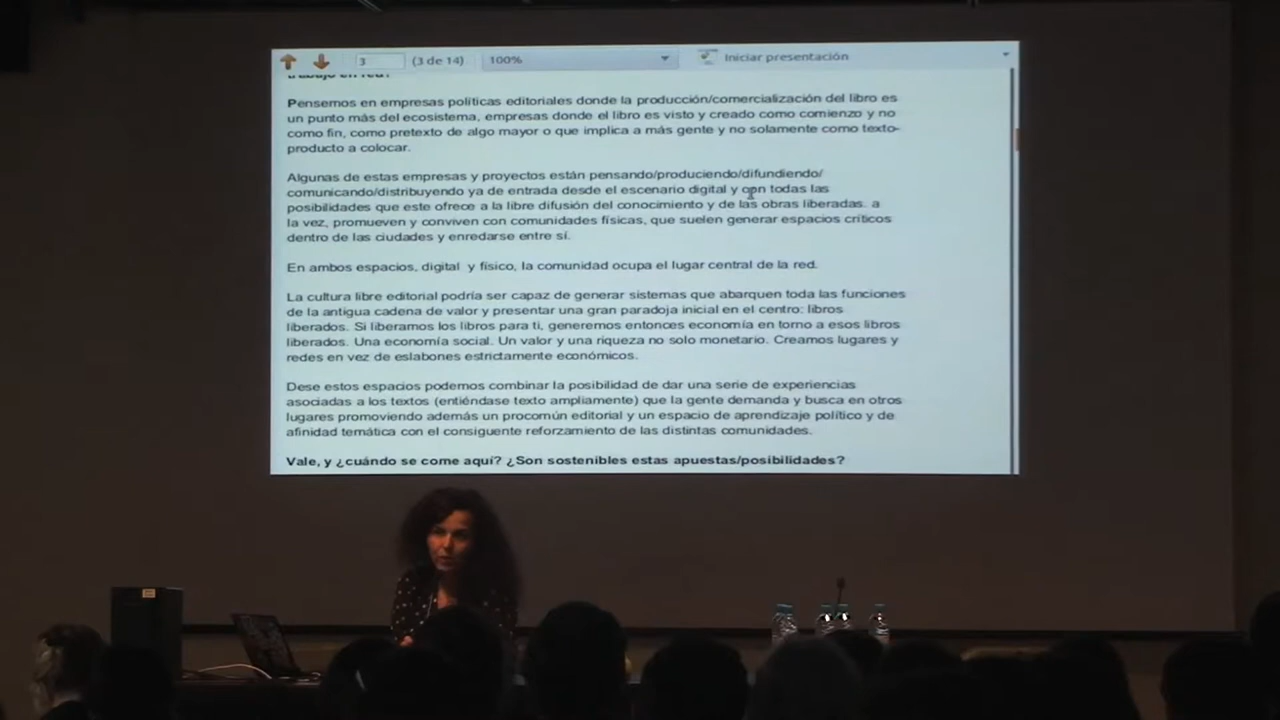 3 (3 de 14) 100% Iniciar presentación
trabajo en red?
Pensemos en empresas políticas editoriales donde la producción/comercialización del libro es
un punto más del ecosistema, empresas donde el libro es visto y creado como comienzo y no
como fin, como pretexto de algo mayor o que implica a más gente y no solamente como texto-
producto a colocar.
Algunas de estas empresas y proyectos están pensando/produciendo/difundiendo/
comunicando/distribuyendo ya de entrada desde el escenario digital y con todas las
posibilidades que este ofrece a la libre difusión del conocimiento y de las obras liberadas. a
la vez, promueven y conviven con comunidades físicas, que suelen generar espacios críticos
dentro de las ciudades y enredarse entre sí.
En ambos espacios, digital y físico, la comunidad ocupa el lugar central de la red.
La cultura libre editorial podría ser capaz de generar sistemas que abarquen toda las funciones
de la antigua cadena de valor y presentar una gran paradoja inicial en el centro: libros
liberados. Si liberamos los libros para ti, generemos entonces economía en torno a esos libros
liberados. Una economía social. Un valor y una riqueza no solo monetario. Creamos lugares y
redes en vez de eslabones estrictamente económicos.
Dese estos espacios podemos combinar la posibilidad de dar una serie de experiencias
asociadas a los textos (entiéndase texto ampliamente) que la gente demanda y busca en otros
lugares promoviendo además un procomún editorial y un espacio de aprendizaje político y de
afinidad temática con el consiguente reforzamiento de las distintas comunidades.
Vale, y ¿cuándo se come aquí? ¿Son sostenibles estas apuestas/posibilidades?